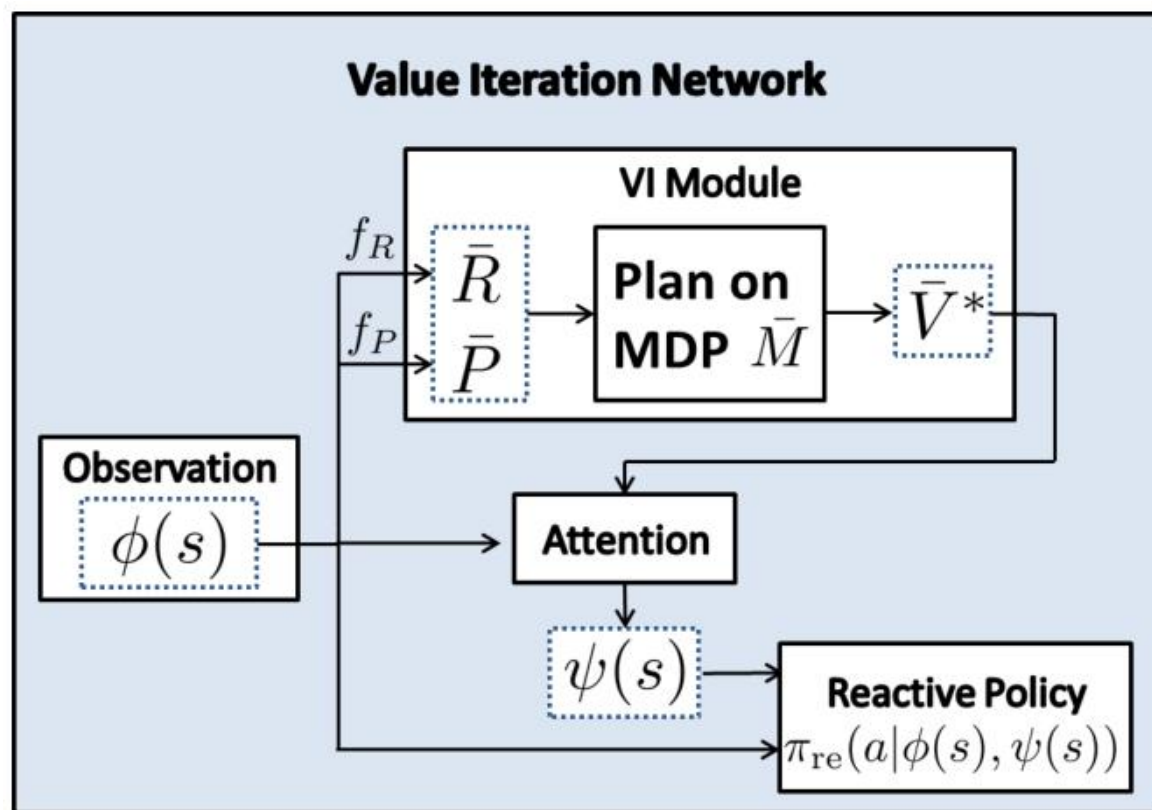 Value Iteration Network
VI Module
f_R
R̄
f_P
P̄
Plan on
MDP M̄
V̄*
Observation
ϕ(s)
Attention
ψ(s)
Reactive Policy
π_re(a|ϕ(s), ψ(s))